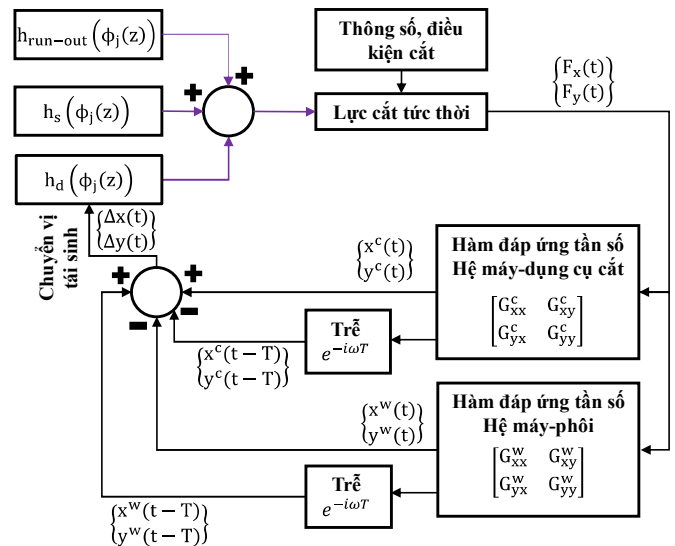 h_run−out (ϕ_j(z))
Thông số, điều
kiện cắt
{F_x(t)
F_y(t)}
+
+
h_s (ϕ_j(z))
Lực cắt tức thời
+
h_d (ϕ_j(z))
Chuyển vị
tái sinh
{Δx(t)
Δy(t)}
{x^c(t)
y^c(t)}
Hàm đáp ứng tần số
Hệ máy-dụng cụ cắt
[G^c_xx G^c_xy
G^c_yx G^c_yy]
+
+
−
−
Trễ
e^−iωT
{x^c(t − T)
y^c(t − T)}
{x^w(t)
y^w(t)}
Hàm đáp ứng tần số
Hệ máy-phôi
[G^w_xx G^w_xy
G^w_yx G^w_yy]
Trễ
e^−iωT
{x^w(t − T)
y^w(t − T)}